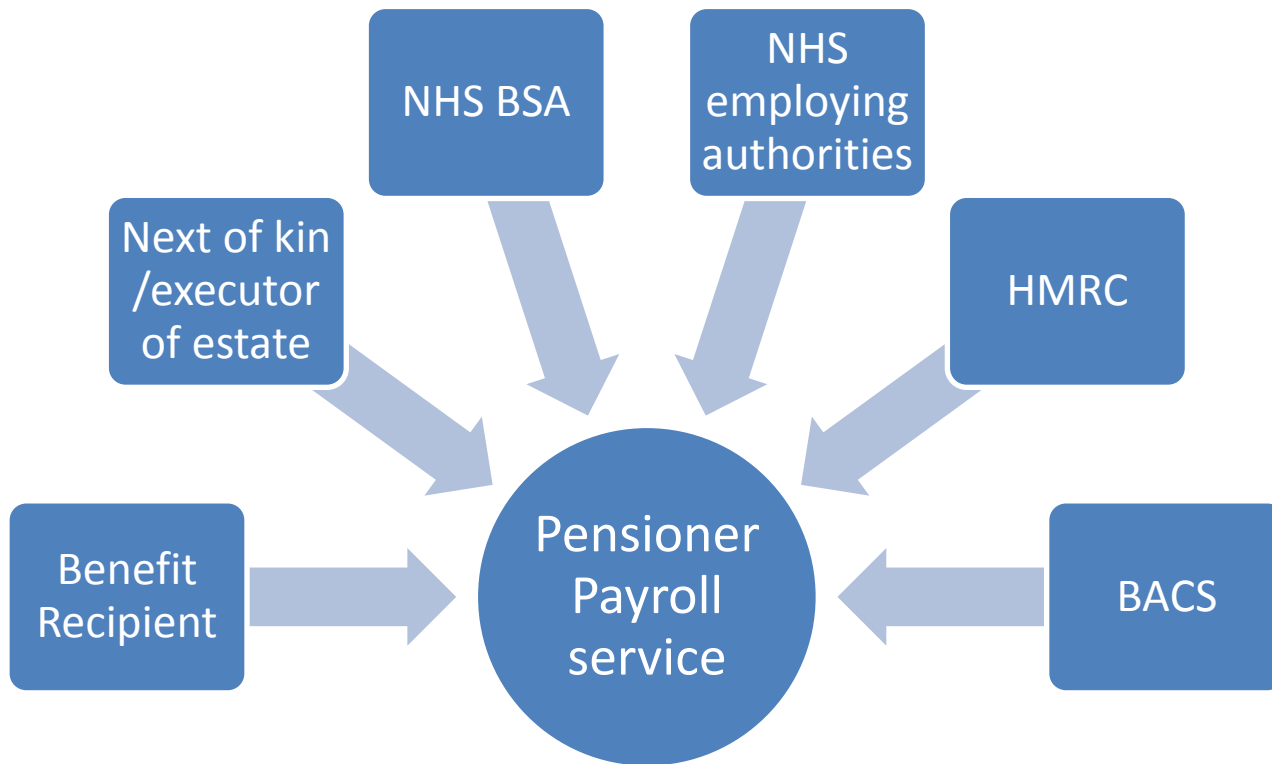 NHS BSA
NHS
employing
authorities
Next of kin
/executor
of estate
HMRC
Benefit
Recipient
Pensioner
Payroll
service
BACS